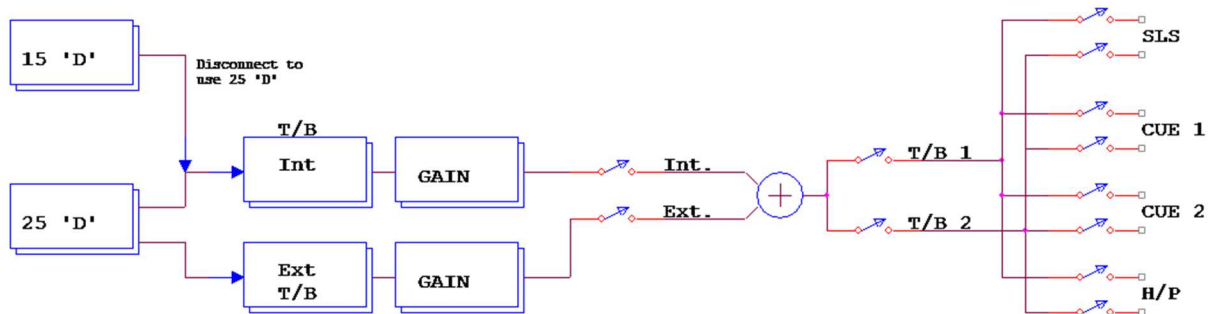 15 'D'
Disconnect to
use 25 'D'
SLS
T/B
Int
GAIN
Int.
T/B 1
CUE 1
25 'D'
Ext.
T/B 2
CUE 2
Ext
T/B
GAIN
H/P